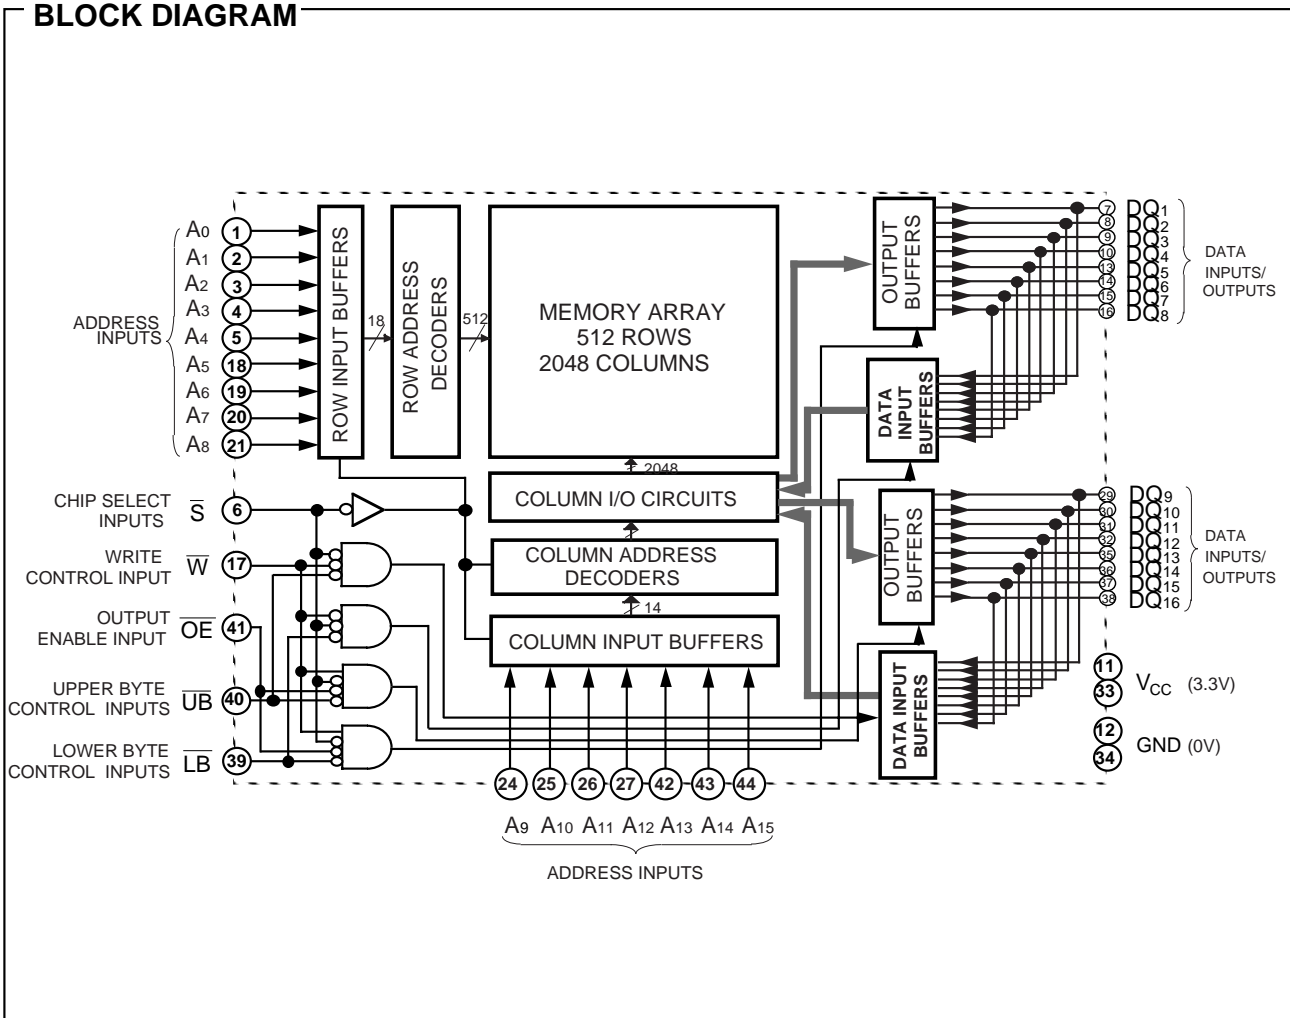 BLOCK DIAGRAM
A0 1
A1 2
A2 3
A3 4
A4 5
A5 18
A6 19
A7 20
A8 21
ADDRESS
INPUTS
ROW INPUT BUFFERS
18
ROW ADDRESS
DECODERS
512
MEMORY ARRAY
512 ROWS
2048 COLUMNS
2048
COLUMN I/O CIRCUITS
COLUMN ADDRESS
DECODERS
14
COLUMN INPUT BUFFERS
CHIP SELECT
INPUTS
S 6
WRITE
CONTROL INPUT
W 17
OUTPUT
ENABLE INPUT
OE 41
UPPER BYTE
CONTROL INPUTS
UB 40
LOWER BYTE
CONTROL INPUTS
LB 39
24 25 26 27 42 43 44
A9 A10 A11 A12 A13 A14 A15
ADDRESS INPUTS
OUTPUT
BUFFERS
DATA
INPUT
BUFFERS
7 DQ1
8 DQ2
9 DQ3
10 DQ4
13 DQ5
14 DQ6
15 DQ7
16 DQ8
DATA
INPUTS/
OUTPUTS
OUTPUT
BUFFERS
DATA INPUT
BUFFERS
29 DQ9
30 DQ10
31 DQ11
32 DQ12
35 DQ13
36 DQ14
37 DQ15
38 DQ16
DATA
INPUTS/
OUTPUTS
11
33
VCC (3.3V)
12
34
GND (0V)